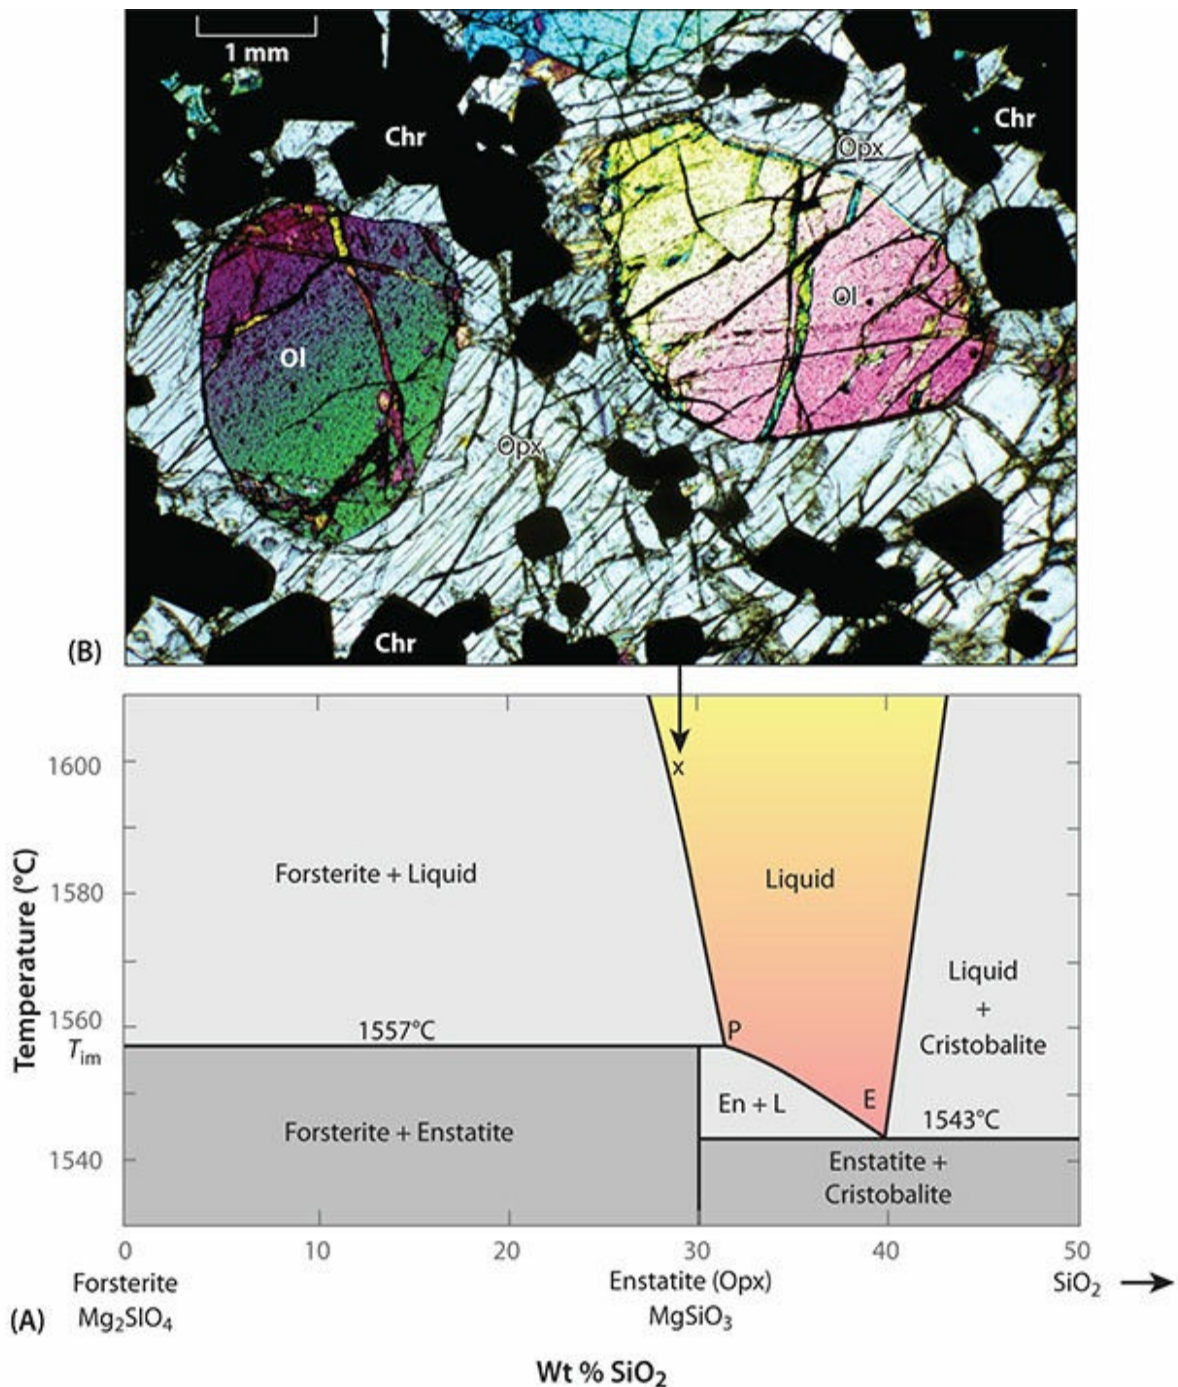 1 mm
Chr
Chr
Opx
Ol
Ol
Opx
Chr
(B)
x
1600
Forsterite + Liquid
Liquid
1580
Liquid
+
Cristobalite
1560
1557°C
P
T_im
En + L
E
1543°C
Forsterite + Enstatite
1540
Enstatite +
Cristobalite
Temperature (°C)
0 10 20 30 40 50
Forsterite
Mg₂SIO₄
Enstatite (Opx)
MgSiO₃
SiO₂
(A)
Wt % SiO₂